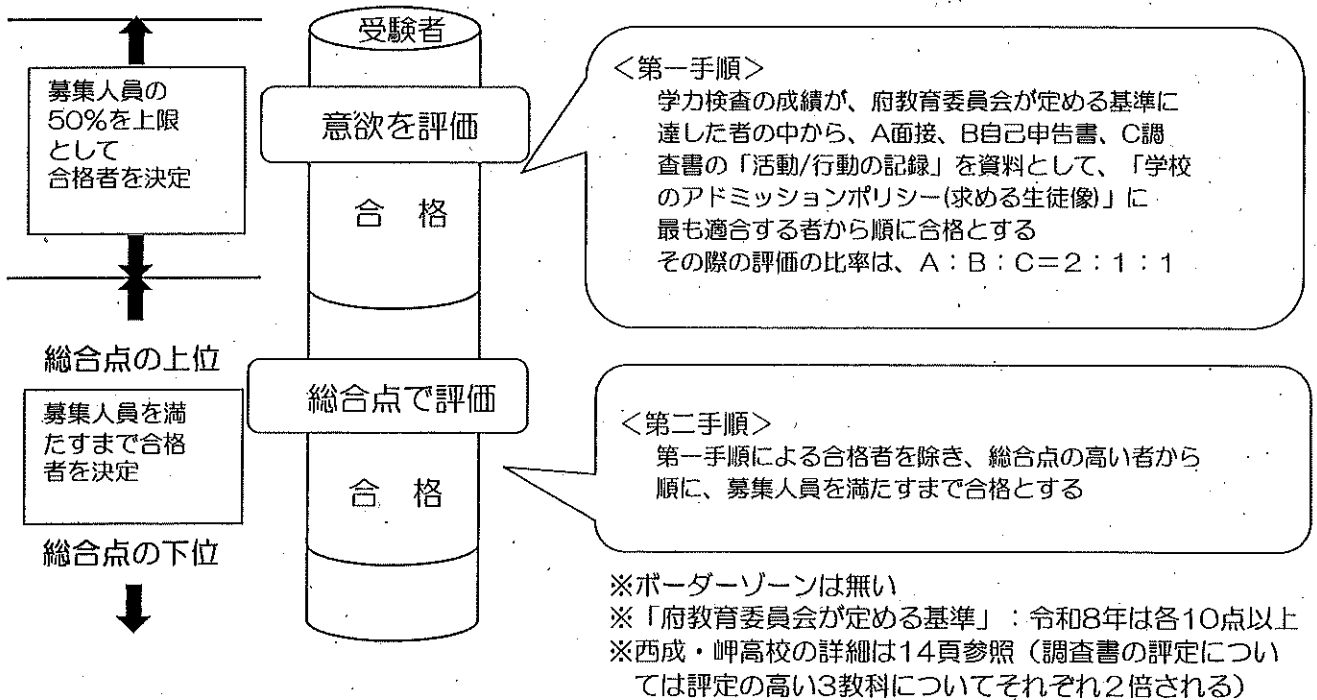 受験者
募集人員の
50%を上限
として
合格者を決定
意欲を評価
合 格
<第一手順>
学力検査の成績が、府教育委員会が定める基準に
達した者の中から、A面接、B自己申告書、C調
査書の「活動/行動の記録」を資料として、「学校
のアドミッションポリシー(求める生徒像)」に
最も適合する者から順に合格とする
その際の評価の比率は、A:B:C=2:1:1
総合点の上位
総合点で評価
募集人員を満
たすまで合格
者を決定
合 格
総合点の下位
<第二手順>
第一手順による合格者を除き、総合点の高い者から
順に、募集人員を満たすまで合格とする
※ボーダーゾーンは無い
※「府教育委員会が定める基準」:令和8年は各10点以上
※西成・岬高校の詳細は14頁参照(調査書の評定につい
ては評定の高い3教科についてそれぞれ2倍される)